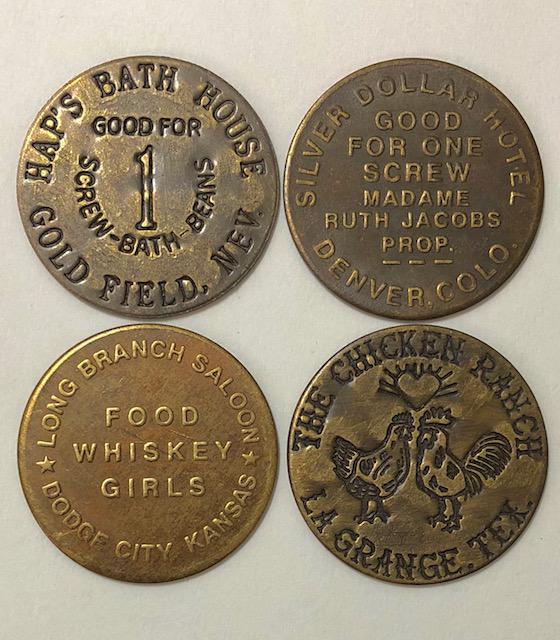 HAP'S BATH HOUSE
GOOD FOR
1
SCREW-BATH-BEANS
GOLD FIELD, NEV.
SILVER DOLLAR HOTEL
GOOD
FOR ONE
SCREW
MADAME
RUTH JACOBS
PROP.
DENVER, COLO.
LONG BRANCH SALOON
FOOD
WHISKEY
GIRLS
DODGE CITY, KANSAS
THE CHICKEN RANCH
LA GRANGE, TEX.